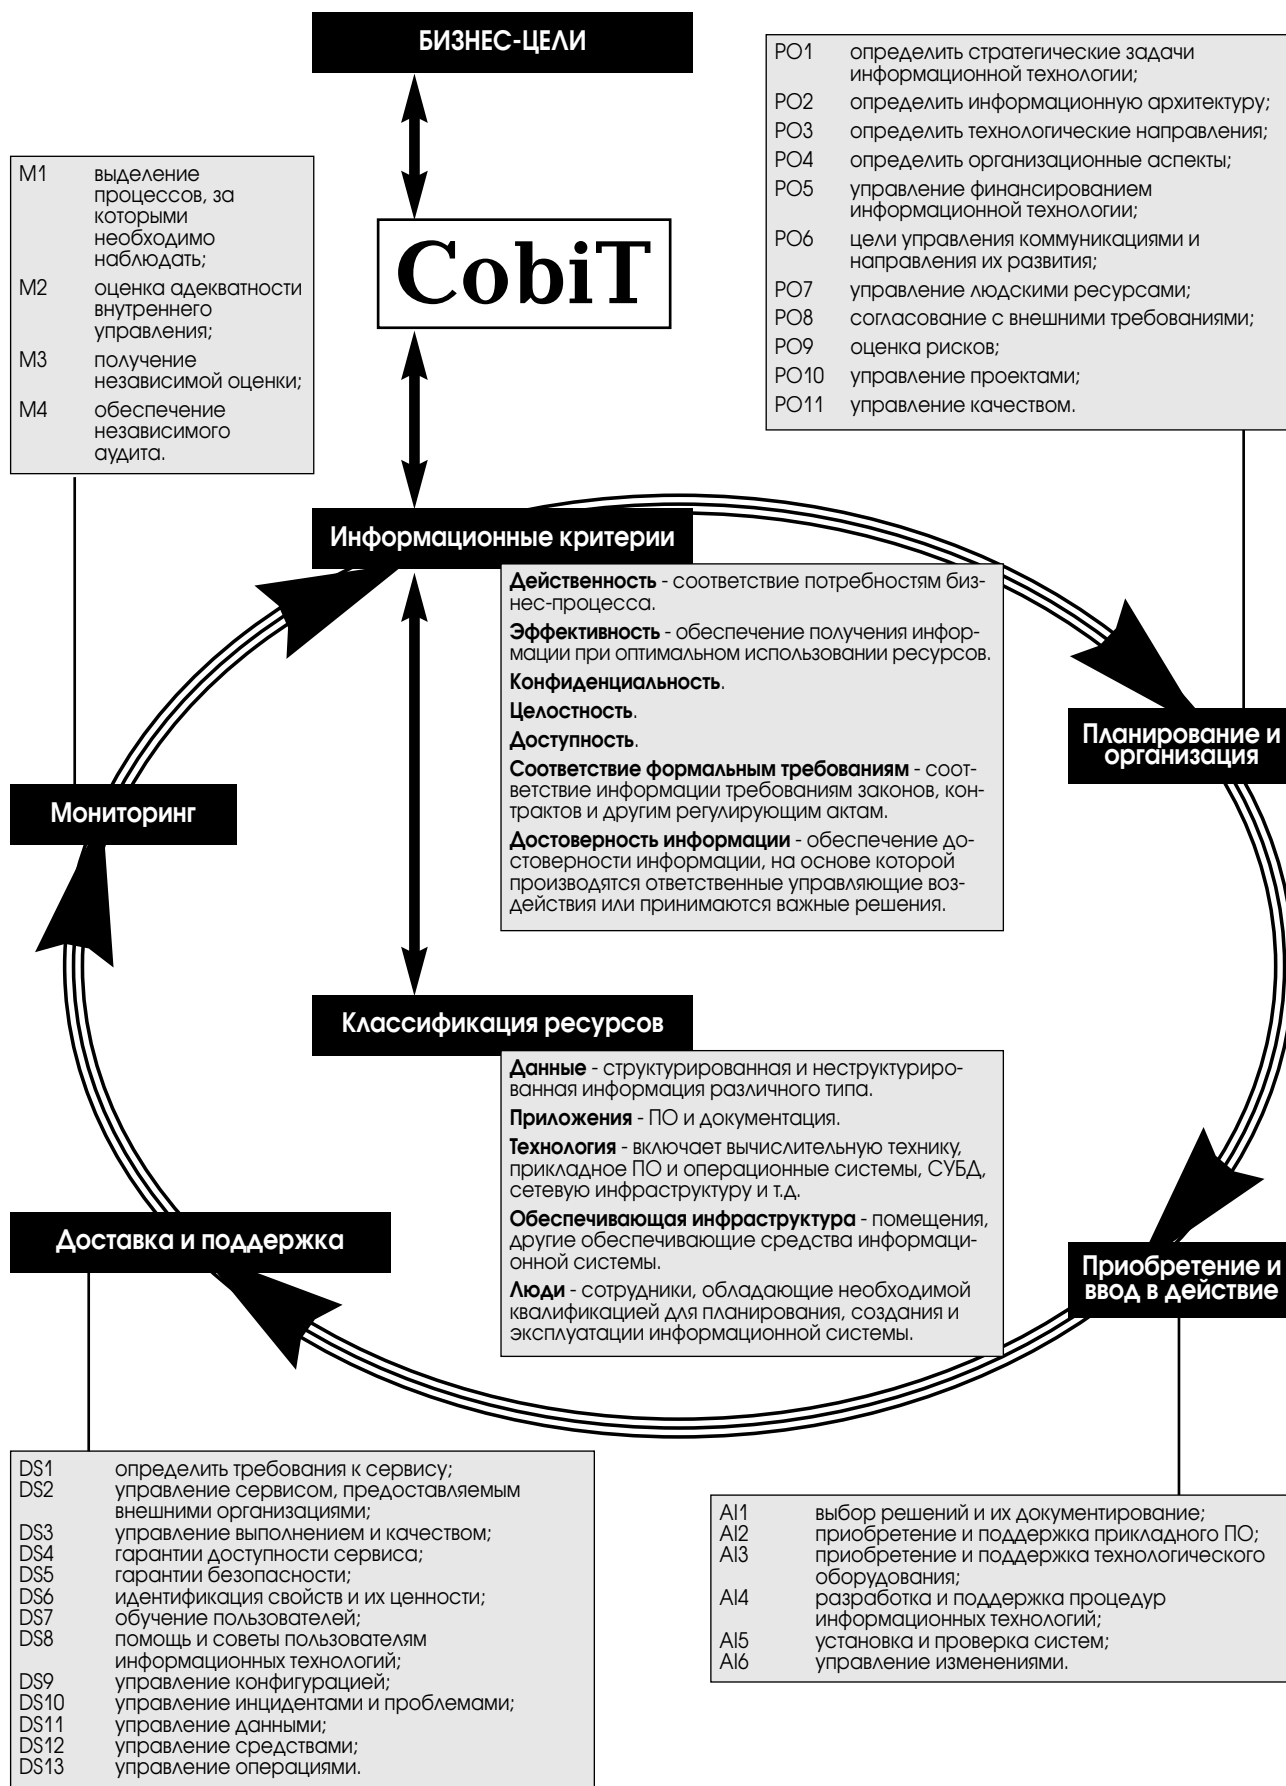 БИЗНЕС-ЦЕЛИ
PO1 определить стратегические задачи
информационной технологии;
PO2 определить информационную архитектуру;
PO3 определить технологические направления;
PO4 определить организационные аспекты;
PO5 управление финансированием
информационной технологии;
PO6 цели управления коммуникациями и
направления их развития;
PO7 управление людскими ресурсами;
PO8 согласование с внешними требованиями;
PO9 оценка рисков;
PO10 управление проектами;
PO11 управление качеством.
M1 выделение
процессов, за
которыми
необходимо
наблюдать;
M2 оценка адекватности
внутреннего
управления;
M3 получение
независимой оценки;
M4 обеспечение
независимого
аудита.
CobiT
Информационные критерии
Действенность - соответствие потребностям биз-
нес-процесса.
Эффективность - обеспечение получения инфор-
мации при оптимальном использовании ресурсов.
Конфиденциальность.
Целостность.
Доступность.
Соответствие формальным требованиям - соот-
ветствие информации требованиям законов, кон-
трактов и другим регулирующим актам.
Достоверность информации - обеспечение до-
стоверности информации, на основе которой
производятся ответственные управляющие воз-
действия или принимаются важные решения.
Планирование и
организация
Мониторинг
Классификация ресурсов
Данные - структурированная и неструктуриро-
ванная информация различного типа.
Приложения - ПО и документация.
Технология - включает вычислительную технику,
прикладное ПО и операционные системы, СУБД,
сетевую инфраструктуру и т.д.
Обеспечивающая инфраструктура - помещения,
другие обеспечивающие средства информаци-
онной системы.
Люди - сотрудники, обладающие необходимой
квалификацией для планирования, создания и
эксплуатации информационной системы.
Доставка и поддержка
Приобретение и
ввод в действие
DS1 определить требования к сервису;
DS2 управление сервисом, предоставляемым
внешними организациями;
DS3 управление выполнением и качеством;
DS4 гарантии доступности сервиса;
DS5 гарантии безопасности;
DS6 идентификация свойств и их ценности;
DS7 обучение пользователей;
DS8 помощь и советы пользователям
информационных технологий;
DS9 управление конфигурацией;
DS10 управление инцидентами и проблемами;
DS11 управление данными;
DS12 управление средствами;
DS13 управление операциями.
AI1 выбор решений и их документирование;
AI2 приобретение и поддержка прикладного ПО;
AI3 приобретение и поддержка технологического
оборудования;
AI4 разработка и поддержка процедур
информационных технологий;
AI5 установка и проверка систем;
AI6 управление изменениями.